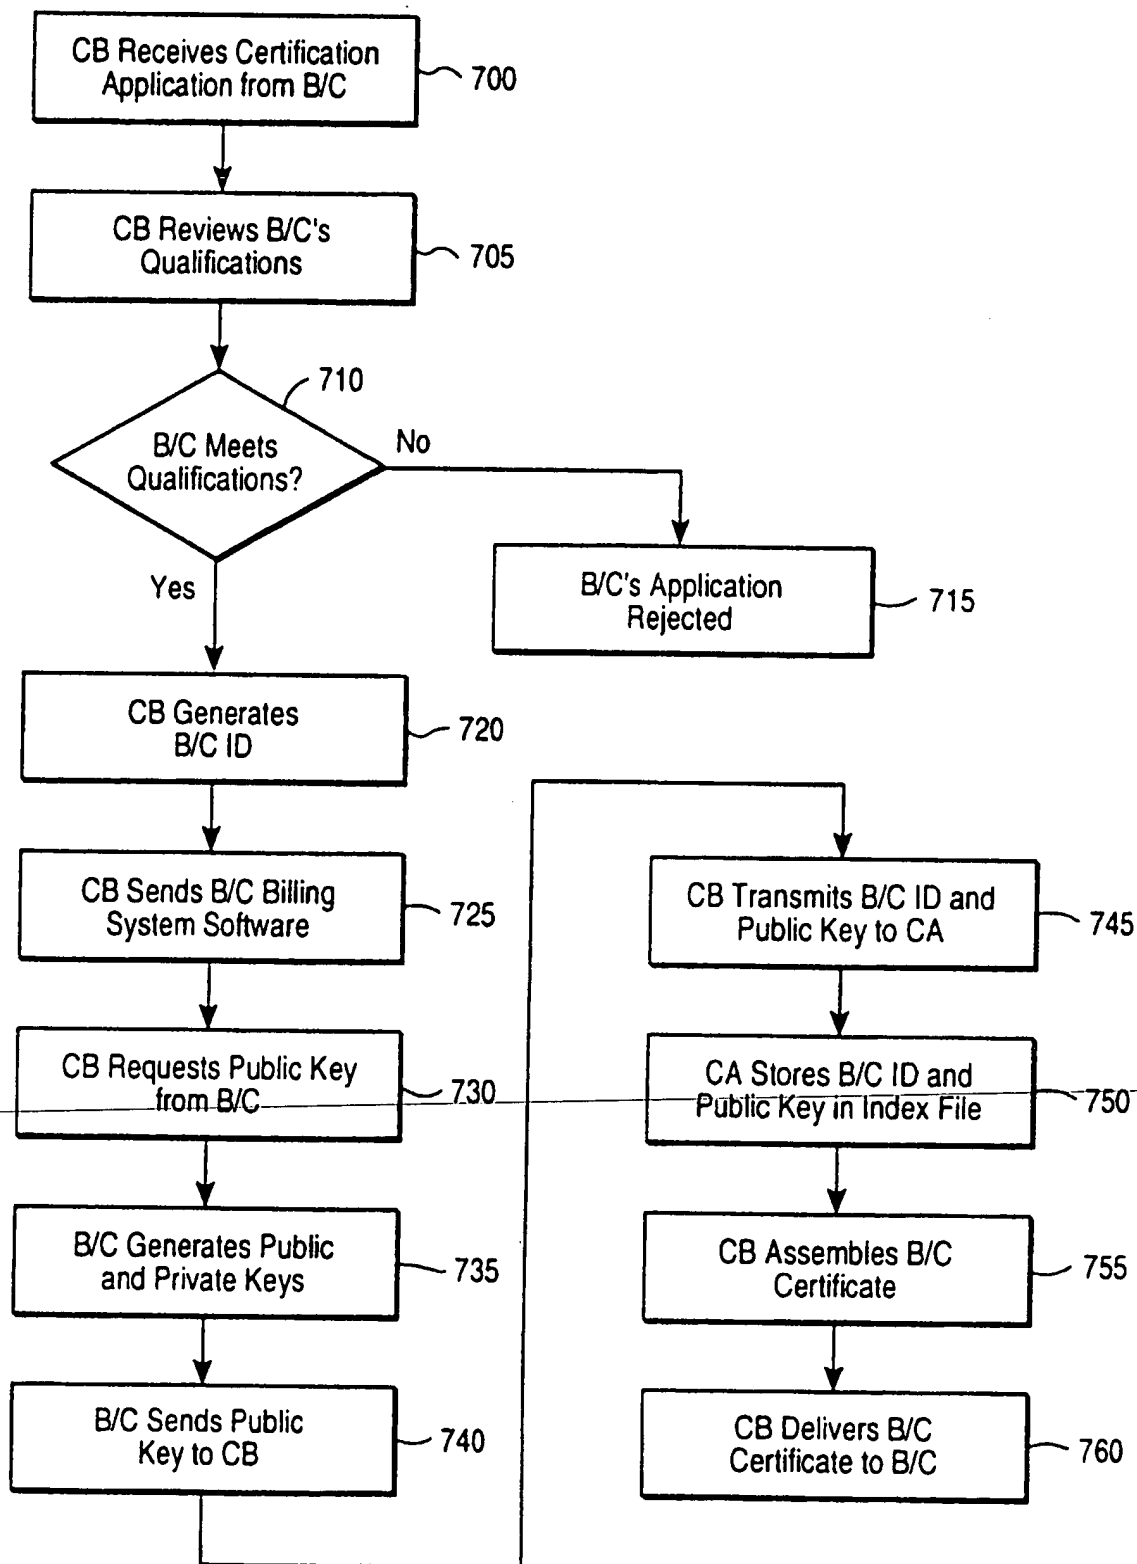 CB Receives Certification
Application from B/C
700
CB Reviews B/C's
Qualifications
705
710
B/C Meets
Qualifications?
No
Yes
B/C's Application
Rejected
715
CB Generates
B/C ID
720
CB Sends B/C Billing
System Software
725
CB Requests Public Key
from B/C
730
B/C Generates Public
and Private Keys
735
B/C Sends Public
Key to CB
740
CB Transmits B/C ID and
Public Key to CA
745
CA Stores B/C ID and
Public Key in Index File
750
CB Assembles B/C
Certificate
755
CB Delivers B/C
Certificate to B/C
760